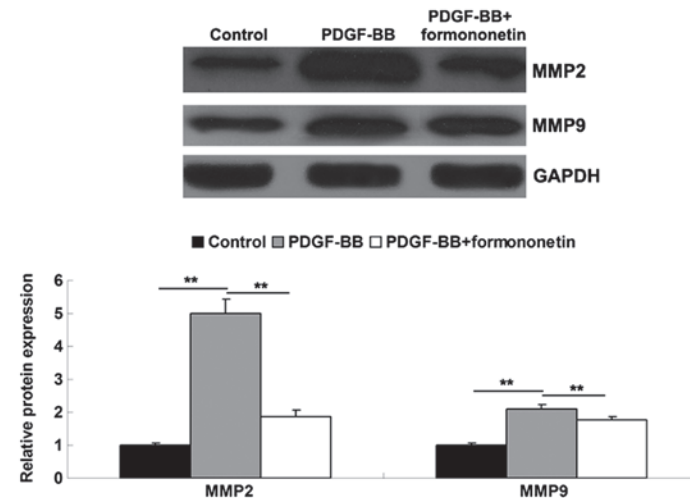 Control PDGF-BB PDGF-BB+
formononetin
MMP2
MMP9
GAPDH
Control PDGF-BB PDGF-BB+formononetin
Relative protein expression
6
5
4
3
2
1
0
** **
** **
MMP2 MMP9